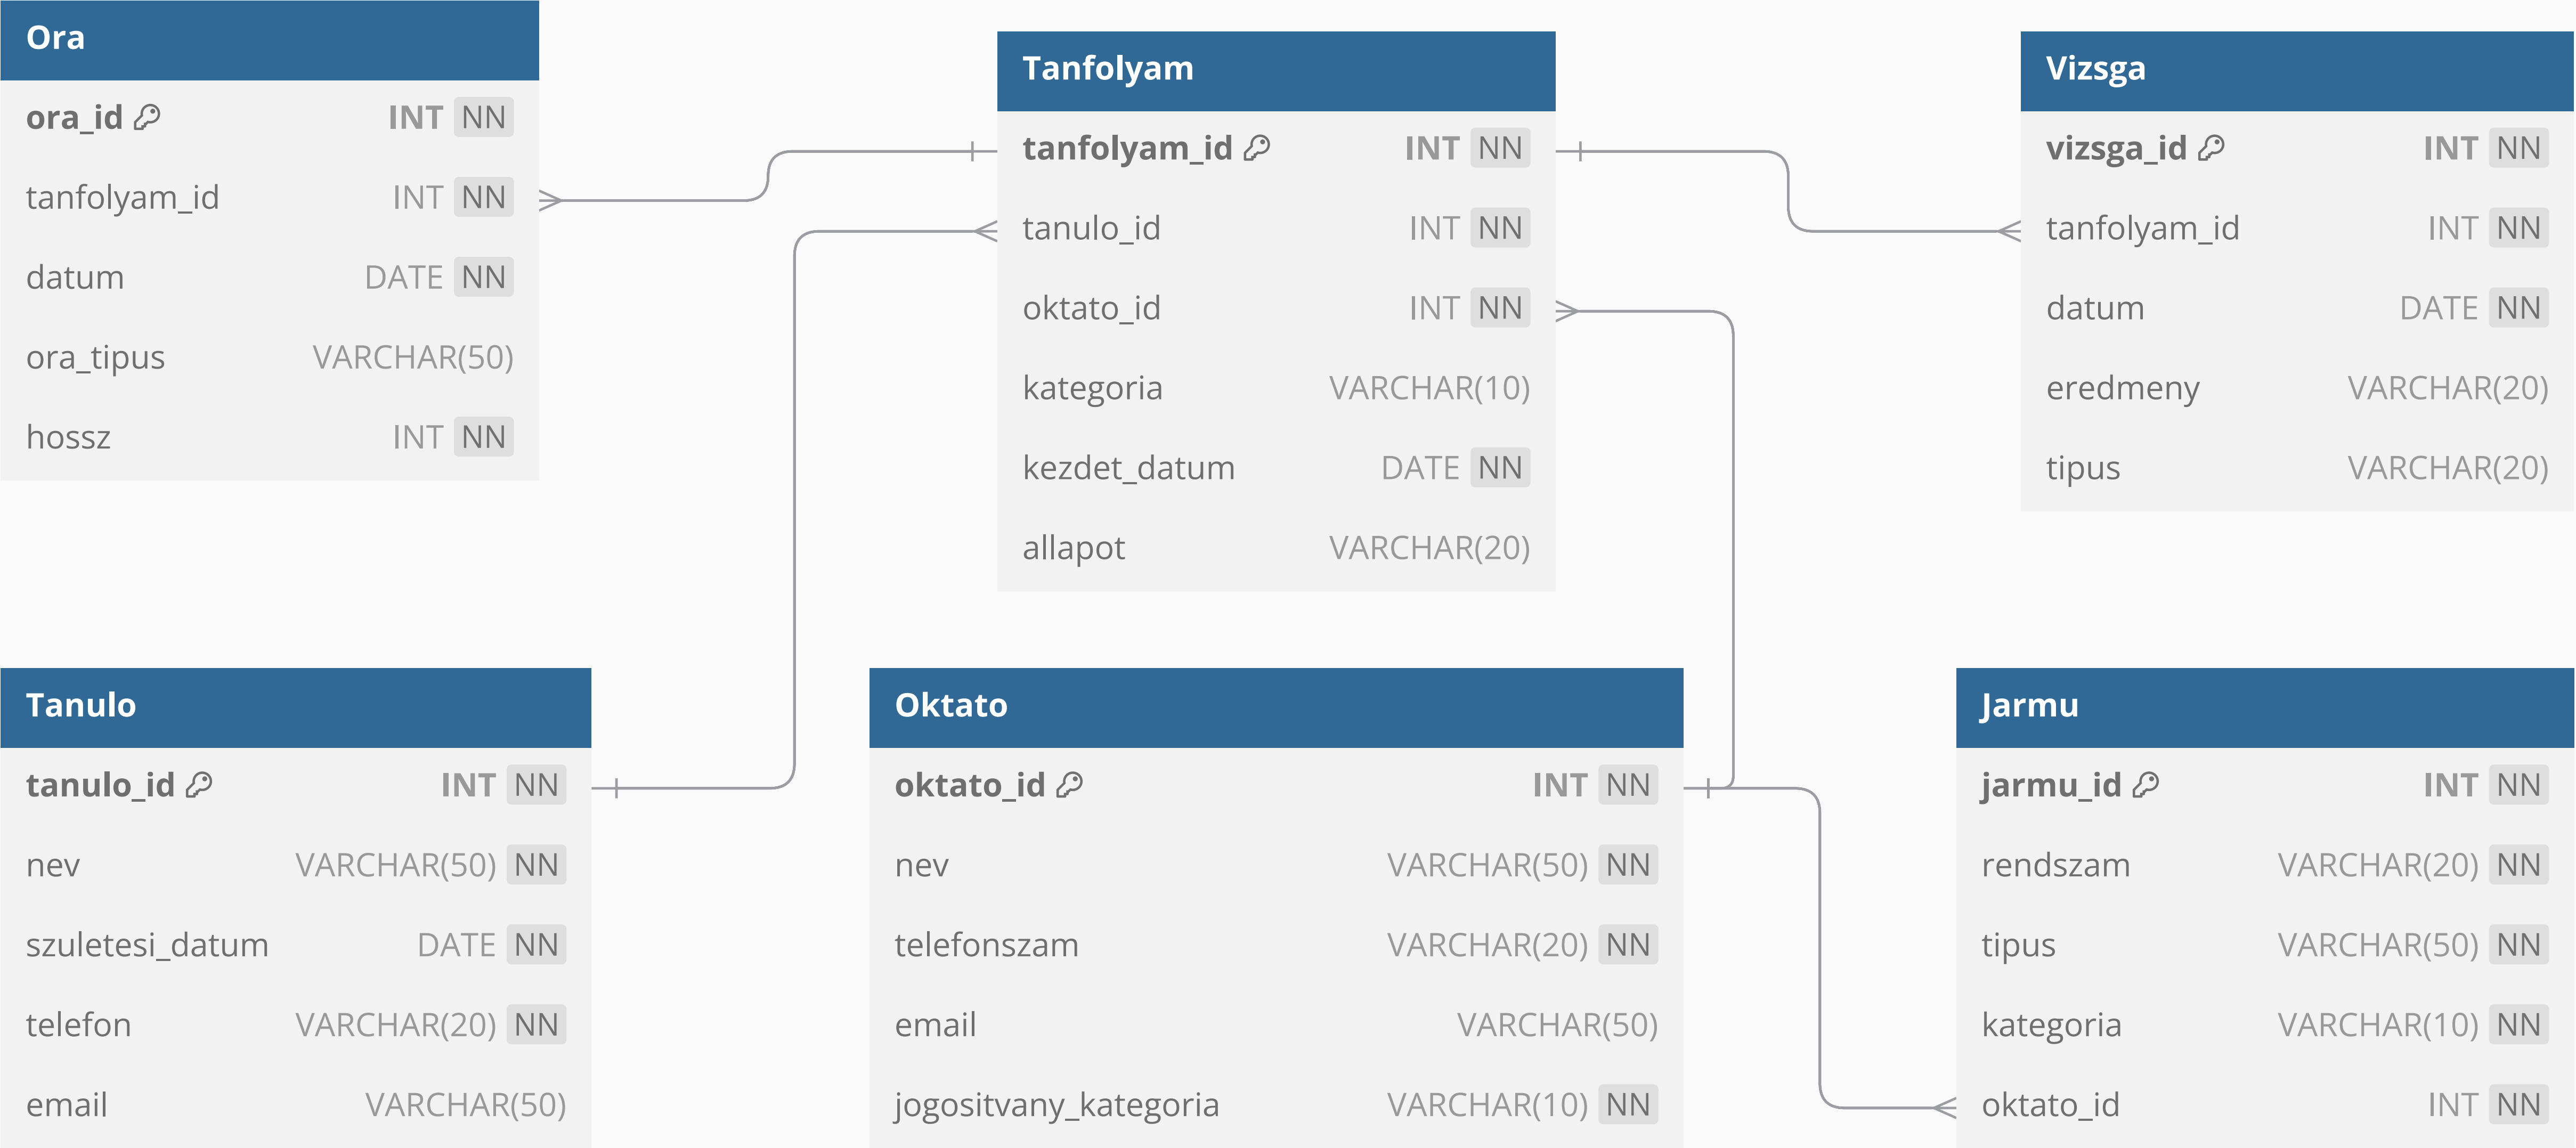 Ora
ora_id INT NN
tanfolyam_id INT NN
datum DATE NN
ora_tipus VARCHAR(50)
hossz INT NN
Tanfolyam
tanfolyam_id INT NN
tanulo_id INT NN
oktato_id INT NN
kategoria VARCHAR(10)
kezdet_datum DATE NN
allapot VARCHAR(20)
Vizsga
vizsga_id INT NN
tanfolyam_id INT NN
datum DATE NN
eredmeny VARCHAR(20)
tipus VARCHAR(20)
Tanulo
tanulo_id INT NN
nev VARCHAR(50) NN
szuletesi_datum DATE NN
telefon VARCHAR(20) NN
email VARCHAR(50)
Oktato
oktato_id INT NN
nev VARCHAR(50) NN
telefonszam VARCHAR(20) NN
email VARCHAR(50)
jogositvany_kategoria VARCHAR(10) NN
Jarmu
jarmu_id INT NN
rendszam VARCHAR(20) NN
tipus VARCHAR(50) NN
kategoria VARCHAR(10) NN
oktato_id INT NN